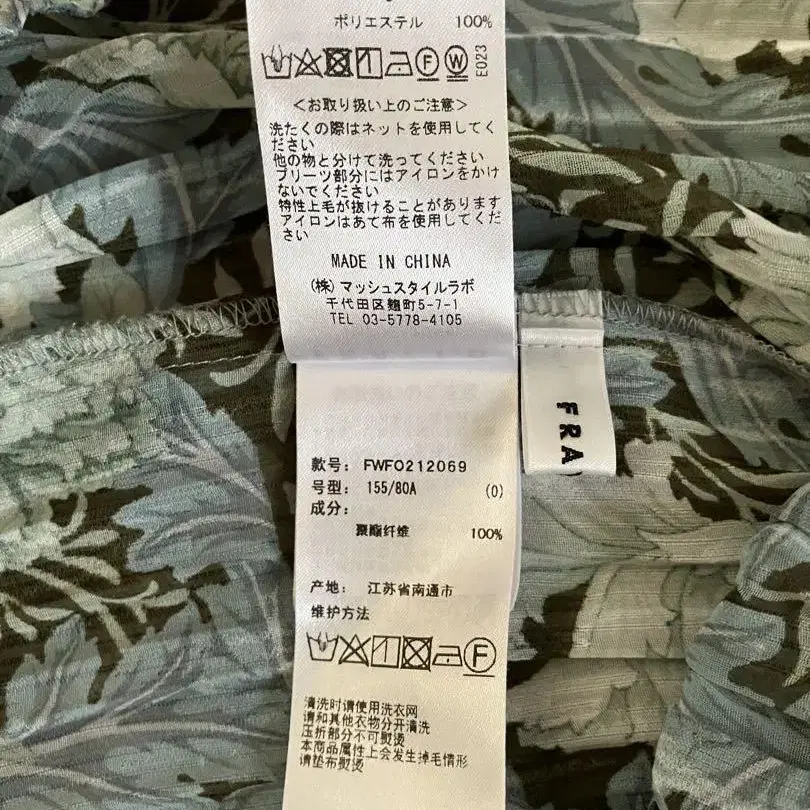 ポリエステル 100%
E023
＜お取り扱い上のご注意＞
洗たくの際はネットを使用してく
ださい
他の物と分けて洗ってください
プリーツ部分にはアイロンをかけ
ないでください
特性上毛が抜けることがあります
アイロンはあて布を使用してくだ
さい
MADE IN CHINA
(株)マッシュスタイルラボ
千代田区麹町5-7-1
TEL 03-5778-4105
FRA
款号: FWFO212069
号型: 155/80A (0)
成分:
聚酯纤维 100%
产地: 江苏省南通市
维护方法
F
清洗时请使用洗衣网
请和其他衣物分开清洗
压折部分不可熨烫
本商品属性上会发生掉毛情形
请垫布熨烫